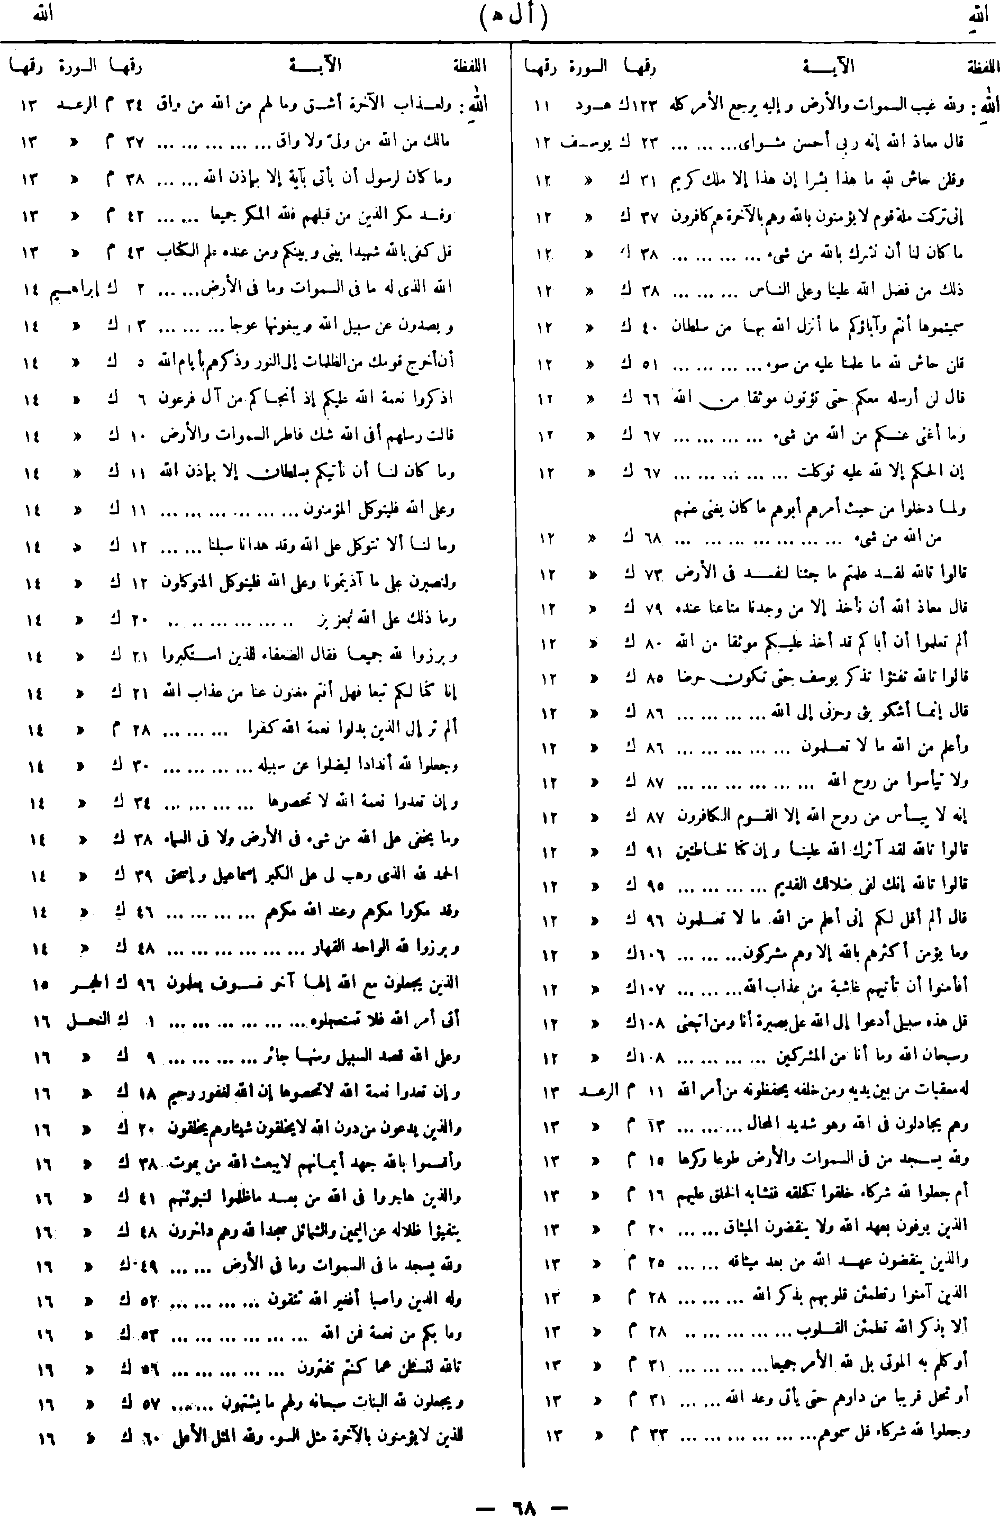 اللهِ (أ ل ه) الله
اللفظة الآيـــة رقمها السورة رقمها
اللهِ: ولله غيب السموات والأرض وإليه يرجع الأمر كله ١٢٣ ك هــود ١١
قال معاذ الله إنه ربي أحسن مثواى... ... ... ٢٣ ك يوسـف ١٢
وقلن حاش لله ما هذا بشرا إن هذا إلا ملك كريم ٣١ ك » ١٢
إنى تركت ملة قوم لا يؤمنون بالله وهم بالآخرة هم كافرون ٣٧ ك » ١٢
ما كان لنا أن نشرك بالله من شىء ... ... ... ... ٣٨ ك » ١٢
ذلك من فضل الله علينا وعلى الناس ... ... ... ٣٨ ك » ١٢
سميتموها أنتم وآباؤكم ما أنزل الله بهـا من سلطان ٤٠ ك » ١٢
قلن حاش لله ما علمنا عليه من سوء ... ... ... ... ٥١ ك » ١٢
قال لن أرسله معكم حتى تؤتون موثقا مـن الله ٦٦ ك » ١٢
وما أغنى عنـكم من الله من شىء ... ... ... ... ٦٧ ك » ١٢
إن الحكم إلا لله عليه توكلت ... ... ... ... ... ٦٧ ك » ١٢
ولمـا دخلوا من حيث أمرهم أبوهم ما كان يغنى عنهم
من الله من شىء ... ... ... ... ... ... ... ٦٨ ك » ١٢
قالوا تالله لقـد علمتم ما جئنا لنفسـد فى الأرض ٧٣ ك » ١٢
قال معاذ الله أن نأخذ إلا من وجدنا متاعنا عنده ٧٩ ك » ١٢
ألم تعلموا أن أباكم قد أخذ عليـكم موثقا من الله ٨٠ ك » ١٢
قالوا تالله تفتؤا تذكر يوسف حتى تكون حرضا ٨٥ ك » ١٢
قال إنمـا أشكو بثى وحزنى إلى الله ... ... ... ... ٨٦ ك » ١٢
وأعلم من الله ما لا تعـلمون ... ... ... ... ... ٨٦ ك » ١٢
ولا تيأسوا من روح الله ... ... ... ... ... ... ٨٧ ك » ١٢
إنه لا ييـأس من روح الله إلا القـوم الكافرون ٨٧ ك » ١٢
قالوا تالله لقد آثرك الله علينـا وإن كنا لخاطئين ٩١ ك » ١٢
قالوا تالله إنك لفى ضلالك القديم ... ... ... ... ٩٥ ك » ١٢
قال ألم أقل لكم إنى أعلم من الله ما لا تعـلمون ٩٦ ك » ١٢
وما يؤمن أكثرهم بالله إلا وهم مشركون... ... ... ١٠٦ ك » ١٢
أفأمنوا أن تأتيهم غاشية من عذاب الله... ... ... ١٠٧ ك » ١٢
قل هذه سبيلى أدعوا إلى الله على بصيرة أنا ومن اتبعنى ١٠٨ ك » ١٢
وسبحان الله وما أنا من المشركين ... ... ... ... ١٠٨ ك » ١٢
له معقبات من بين يديه ومن خلفه يحفظونه من أمر الله ١١ م الرعـد ١٣
وهم يجادلون فى الله وهو شديد المحال ... ... ... ١٣ م » ١٣
ولله يسـجد من فى السموات والأرض طوعا وكرها ١٥ م » ١٣
أم جعلوا لله شركاء خلقوا كخلقه فتشابه الخلق عليهم ١٦ م » ١٣
الذين يوفون بعهد الله ولا ينقضون الميثاق... ... ... ٢٠ م » ١٣
والذين ينقضون عهـد الله من بعد ميثاقه ... ... ... ٢٥ م » ١٣
الذين آمنوا وتطمئن قلوبهم بذكر الله ... ... ... ٢٨ م » ١٣
ألا بذكر الله تطمئن القـلوب ... ... ... ... ... ٢٨ م » ١٣
أو كلم به الموتى بل لله الأمر جميعا... ... ... ... ٣١ م » ١٣
أو تحل قريبا من دارهم حتى يأتى وعد الله ... ... ٣١ م » ١٣
وجعلوا لله شركاء قل سموهم... ... ... ... ... ... ٣٣ م » ١٣
اللفظة الآيـــة رقمها السورة رقمها
اللهِ: ولعـذاب الآخرة أشـق وما لهم من الله من واق ٣٤ م الرعـد ١٣
مالك من الله من ولى ولا واق ... ... ... ... ... ٣٧ م » ١٣
وما كان لرسول أن يأتى بآية إلا بإذن الله ... ... ٣٨ م » ١٣
وقـد مكر الذين من قبلهم فلله المكر جميعا ... ... ٤٢ م » ١٣
قل كفى بالله شهيدا بينى وبينكم ومن عنده علم الكتاب ٤٣ م » ١٣
الله الذى له ما فى السموات وما فى الأرض ... ... ٢ ك إبراهـيم ١٤
ويصدون عن سبيل الله ويبغونها عوجا ... ... ... ٣ ك » ١٤
أن أخرج قومك من الظلمات إلى النور وذكرهم بأيام الله ٥ ك » ١٤
اذكروا نعمة الله عليكم إذ أنجاكم من آل فرعون ٦ ك » ١٤
قالت رسلهم أفى الله شك فاطر السموات والأرض ١٠ ك » ١٤
وما كان لنـا أن نأتيكم بسلطان إلا بإذن الله ١١ ك » ١٤
وعلى الله فليتوكل المؤمنون ... ... ... ... ... ... ١١ ك » ١٤
وما لنـا ألا نتوكل على الله وقد هدانا سبلنا ... ... ١٢ ك » ١٤
ولنصبرن على ما آذيتمونا وعلى الله فليتوكل المتوكلون ١٢ ك » ١٤
وما ذلك على الله بعزيز ... ... ... ... ... ٢٠ ك » ١٤
وبرزوا لله جميعـا فقال الضعفاء للذين استـكبروا ٢١ ك » ١٤
إنا كنا لـكم تبعا فهل أنتم مغنون عنا من عذاب الله ٢١ ك » ١٤
ألم تر إلى الذين بدلوا نعمة الله كفرا ... ... ... ٢٨ م » ١٤
وجعلوا لله أندادا ليضلوا عن سبيله ... ... ... ... ٣٠ ك » ١٤
وإن تعدوا نعمة الله لا تحصوها ... ... ... ... ٣٤ ك » ١٤
وما يخفى على الله من شىء فى الأرض ولا فى السماء ٣٨ ك » ١٤
الحمد لله الذى وهب لى على الكبر إسماعيل وإسحق ٣٩ ك » ١٤
وقد مكروا مكرهم وعند الله مكرهم ... ... ... ... ٤٦ ك » ١٤
وبرزوا لله الواحد القهار ... ... ... ... ... ... ٤٨ ك » ١٤
الذين يجعلون مع الله إلها آخر فسـوف يعلمون ٩٦ ك الحجـر ١٥
أتى أمر الله فلا تستعجلوه ... ... ... ... ... ... ١ ك النحـل ١٦
وعلى الله قصد السبيل ومنها جائر ... ... ... ... ٩ ك » ١٦
وإن تعدوا نعمة الله لا تحصوها إن الله لغفور رحيم ١٨ ك » ١٦
والذين يدعون من دون الله لا يخلقون شيئا وهم يخلقون ٢٠ ك » ١٦
وأقسموا بالله جهد أيمـانهم لا يبعث الله من يموت ٣٨ ك » ١٦
والذين هاجروا فى الله من بعـد ما ظلموا لنبوئنهم ٤١ ك » ١٦
يتفيؤا ظلاله عن اليمين والشمائل سجدا لله وهم داخرون ٤٨ ك » ١٦
ولله يسجد ما فى السموات وما فى الأرض ... ... ٤٩ ك » ١٦
وله الدين واصبا أفغير الله تتقون ... ... ... ... ٥٢ ك » ١٦
وما بكم من نعمة فمن الله ... ... ... ... ... ... ٥٣ ك » ١٦
تالله لتسئلن عما كنتم تفترون ... ... ... ... ... ٥٦ ك » ١٦
ويجعلون لله البنات سبحانه ولهم ما يشتهون ... ... ٥٧ ك » ١٦
للذين لا يؤمنون بالآخرة مثل السوء ولله المثل الأعلى ٦٠ ك » ١٦
— ٦٨ —